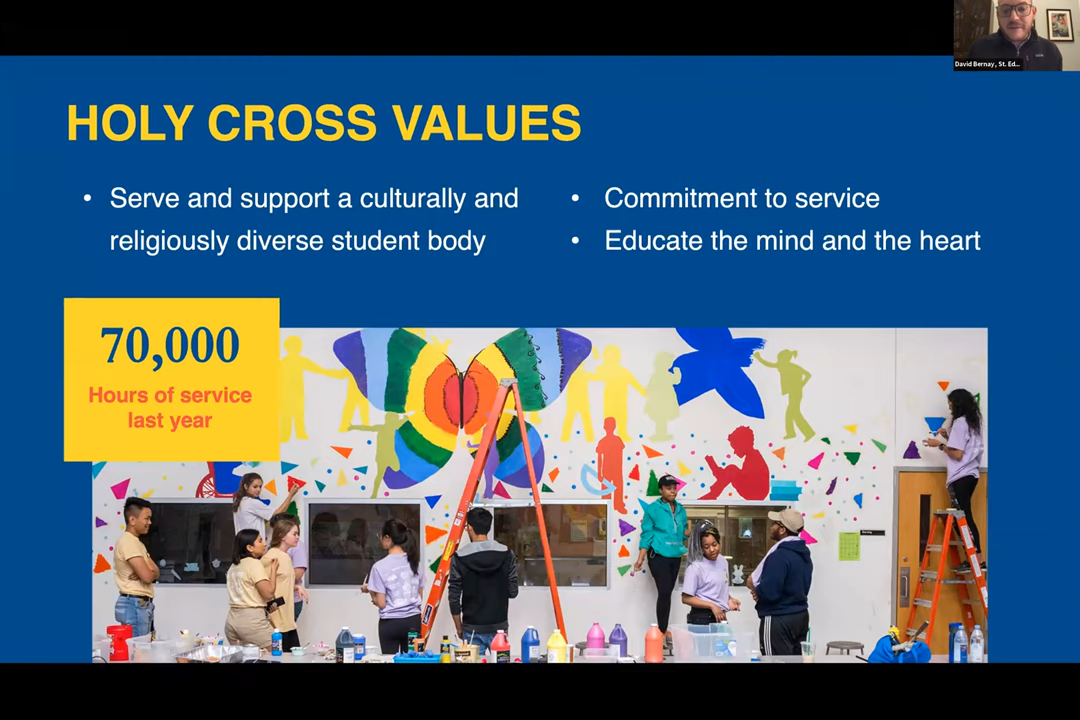 David Bernay, St. Ed...
HOLY CROSS VALUES
• Serve and support a culturally and
religiously diverse student body
• Commitment to service
• Educate the mind and the heart
70,000
Hours of service
last year